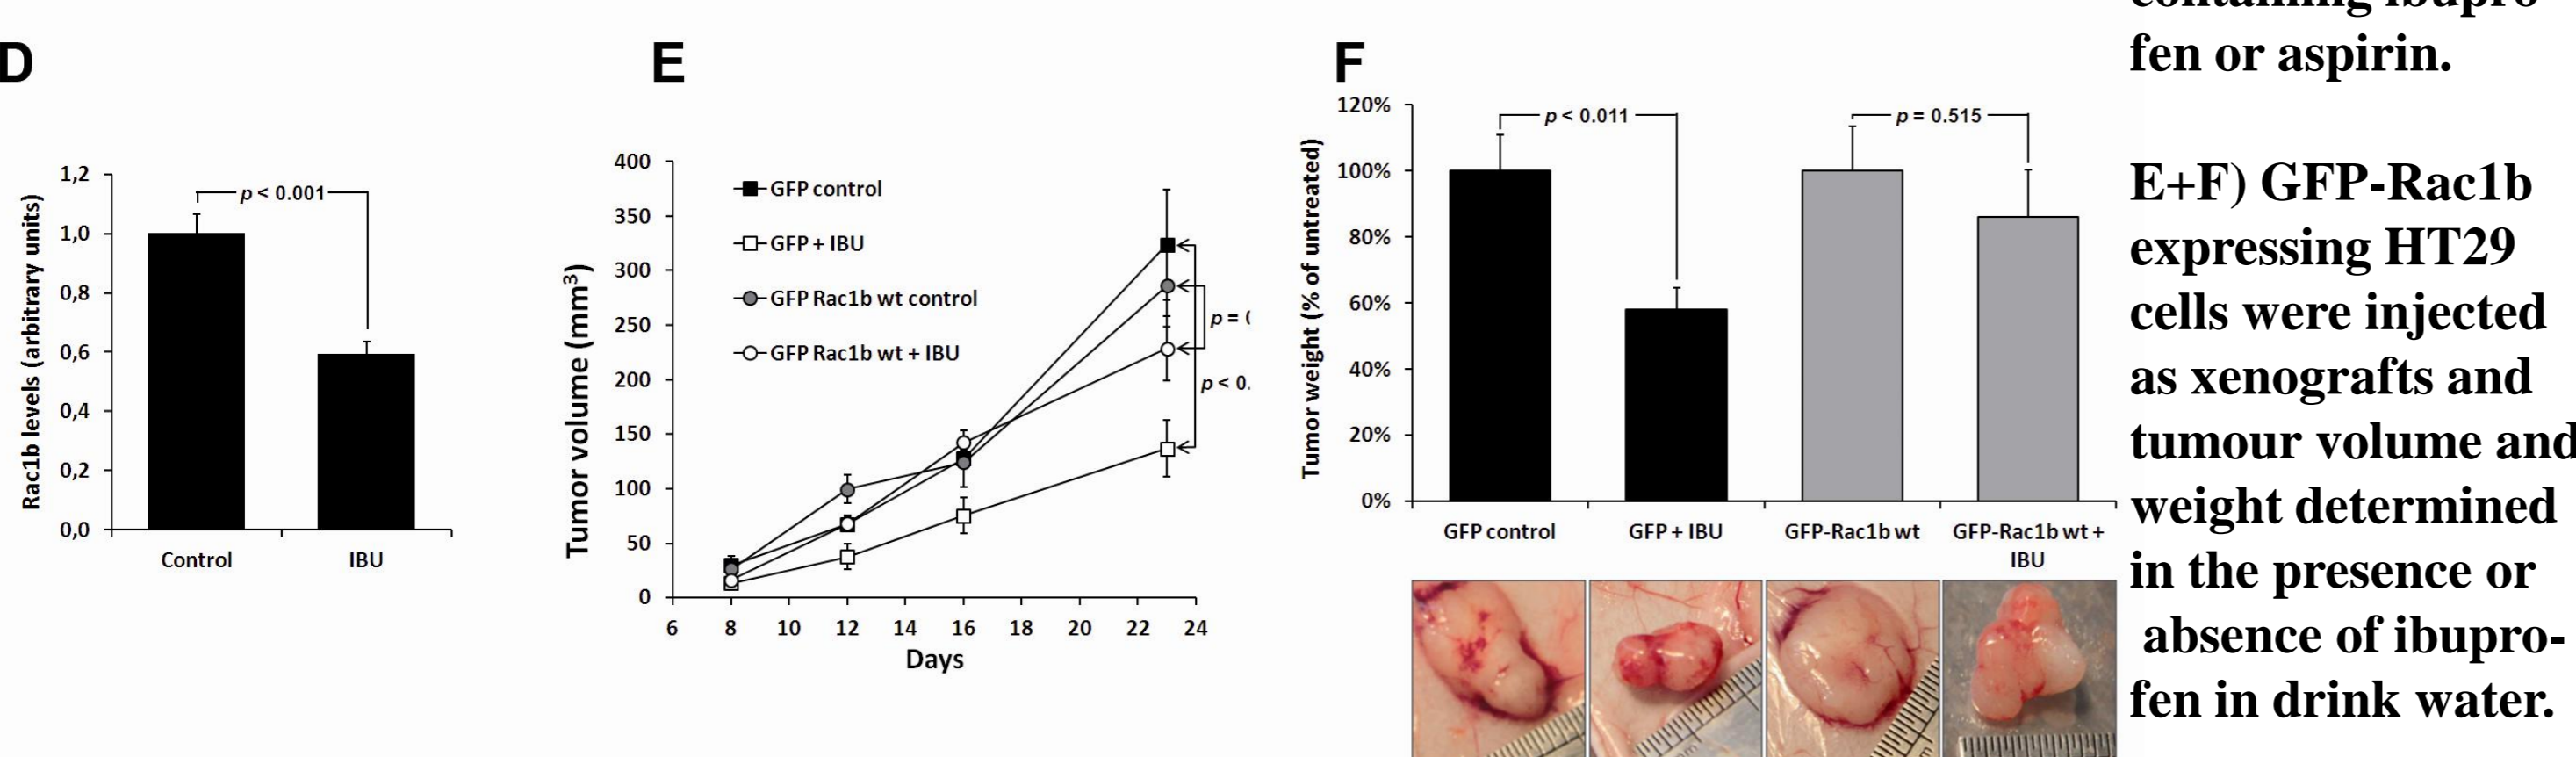 D
1,2
1,0
0,8
0,6
0,4
0,2
0,0
Rac1b levels (arbitrary units)
p < 0.001
Control
IBU
E
400
350
300
250
200
150
100
50
0
Tumor volume (mm³)
GFP control
GFP + IBU
GFP Rac1b wt control
GFP Rac1b wt + IBU
p =
p < 0.
6 8 10 12 14 16 18 20 22 24
Days
F
120%
100%
80%
60%
40%
20%
0%
Tumor weight (% of untreated)
p < 0.011
p = 0.515
GFP control
GFP + IBU
GFP-Rac1b wt
GFP-Rac1b wt +
IBU
containing ibupro-
fen or aspirin.
E+F) GFP-Rac1b
expressing HT29
cells were injected
as xenografts and
tumour volume and
weight determined
in the presence or
absence of ibupro-
fen in drink water.